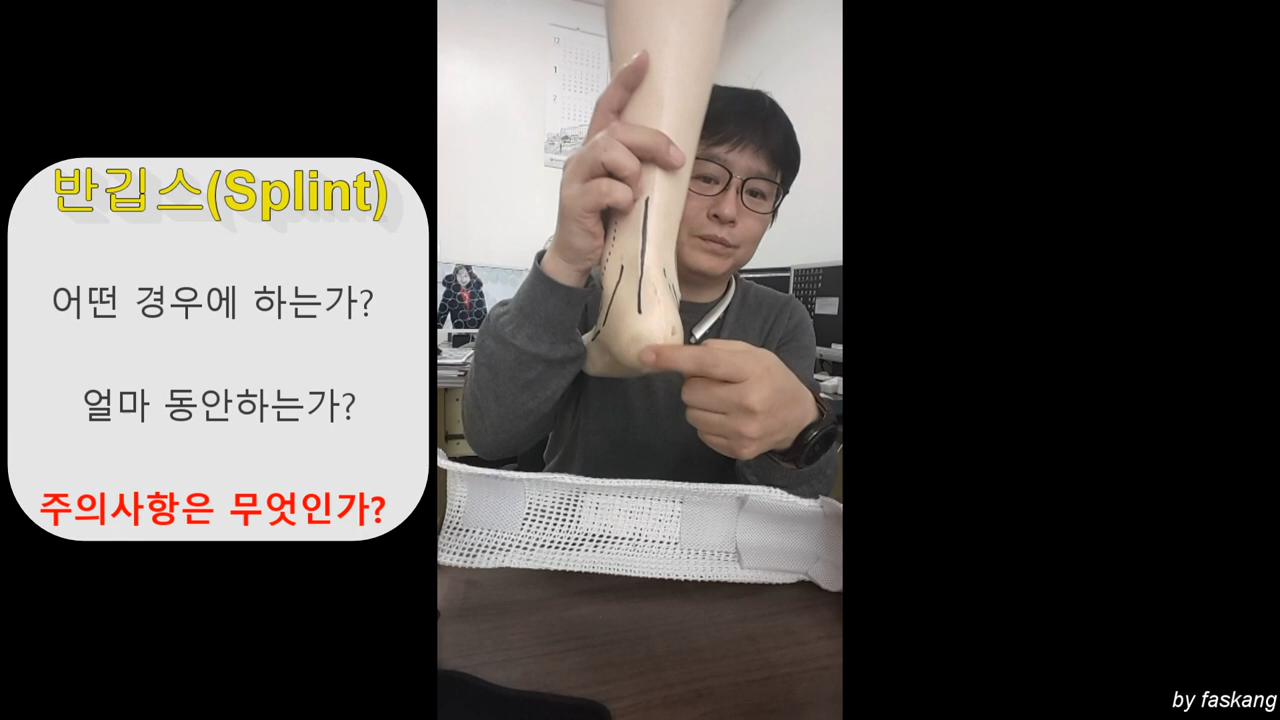 반깁스(Splint)
어떤 경우에 하는가?
얼마 동안하는가?
주의사항은 무엇인가?
by faskang